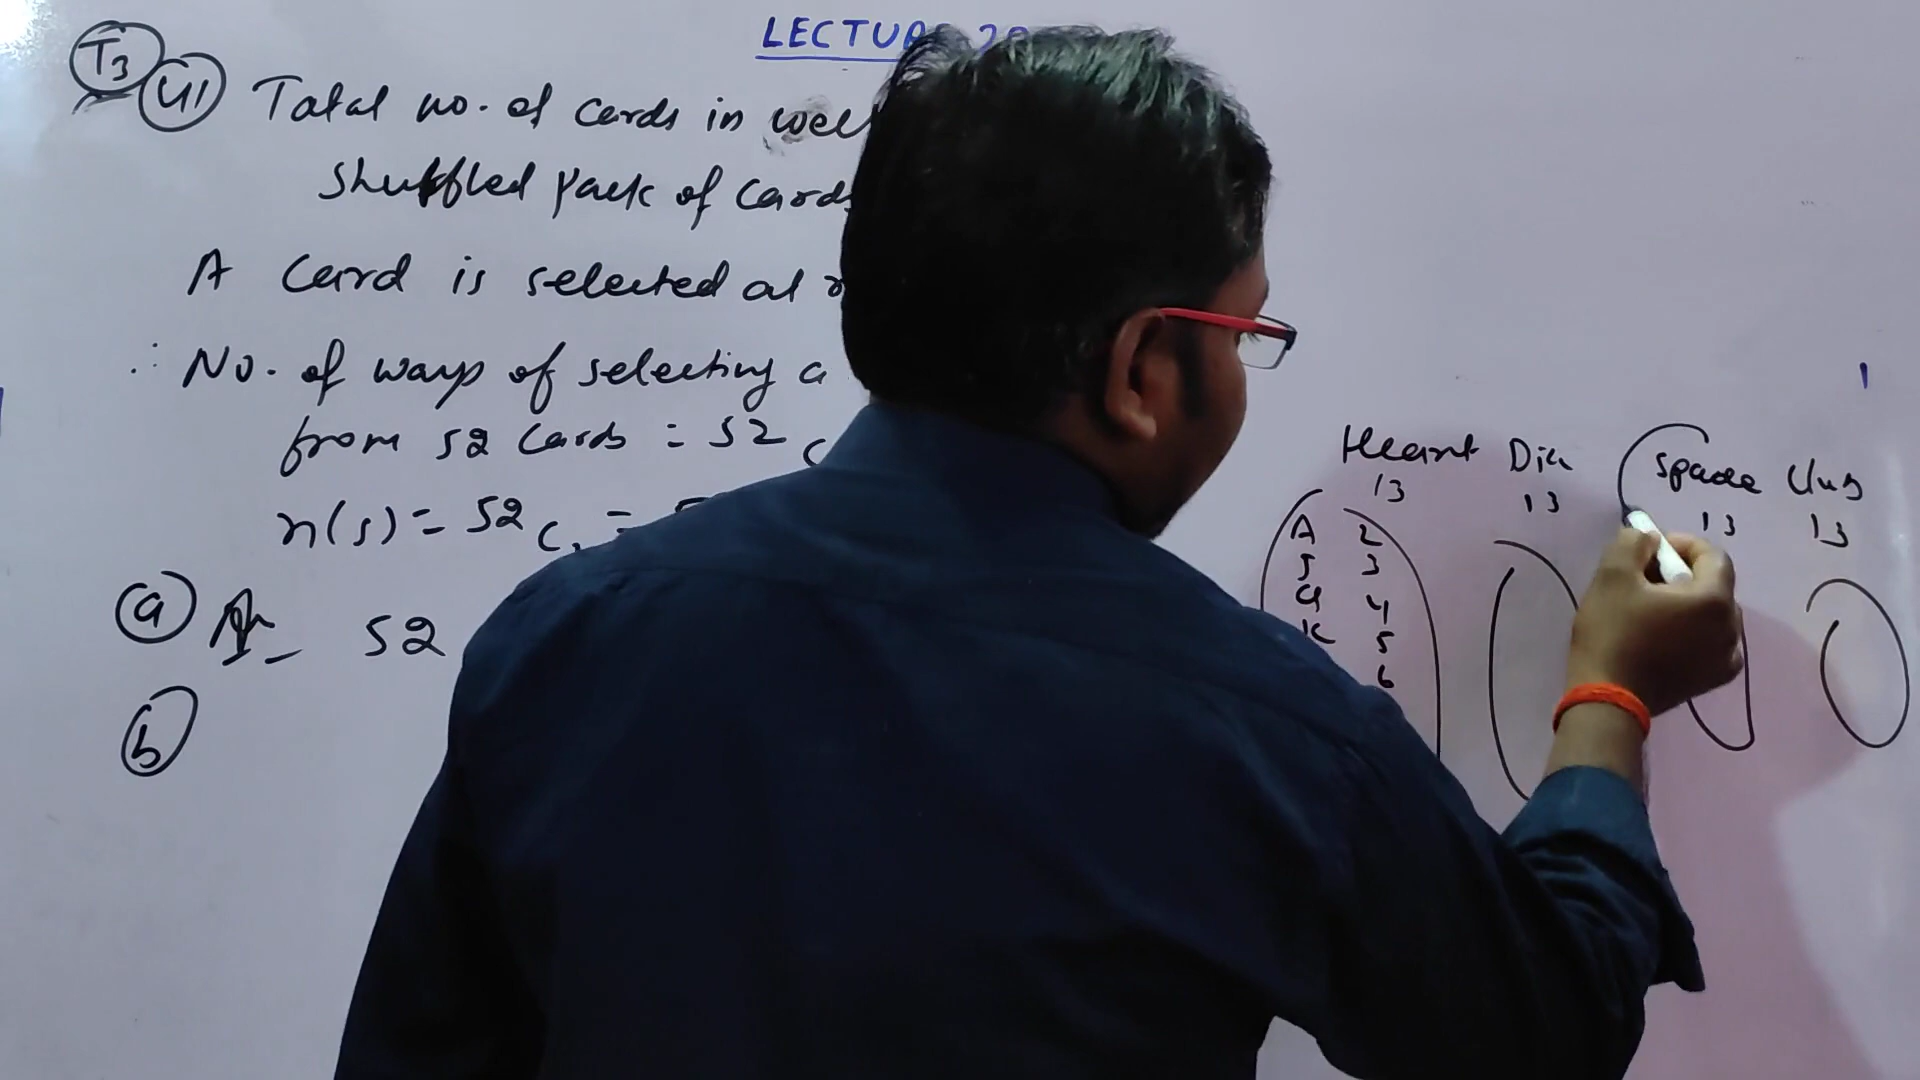 LECTU
T3
41 Total no. of cards in well
shuffled pack of cards
A card is selected at
∴ No. of ways of selecting a
from 52 cards = 52 C
n(s) = 52 C, =
(a) 52
(b)
Heart Dia Spade Clus
13 13 13 13
A 2
J 3
Q 4
K 5
6